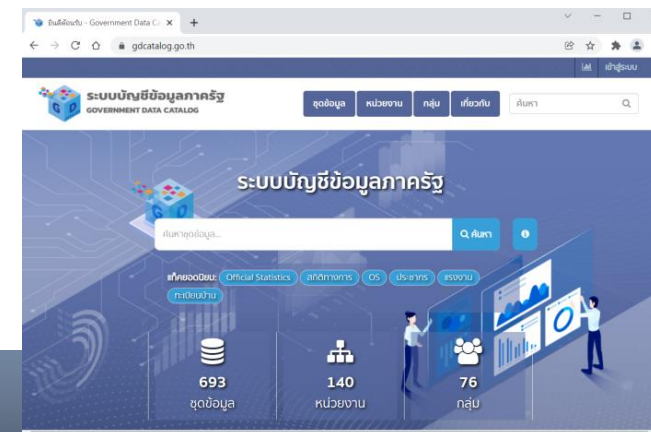 ยินดีต้อนรับ - Government Data C
gdcatalog.go.th
เข้าสู่ระบบ
ระบบบัญชีข้อมูลภาครัฐ
GOVERNMENT DATA CATALOG
ชุดข้อมูล หน่วยงาน กลุ่ม เกี่ยวกับ ค้นหา
G D
ระบบบัญชีข้อมูลภาครัฐ
ค้นหาชุดข้อมูล... ค้นหา
แท็คยอดนิยม: Official Statistics สถิติทางการ OS ประชากร แรงงาน
ทะเบียนบ้าน
693 140 76
ชุดข้อมูล หน่วยงาน กลุ่ม